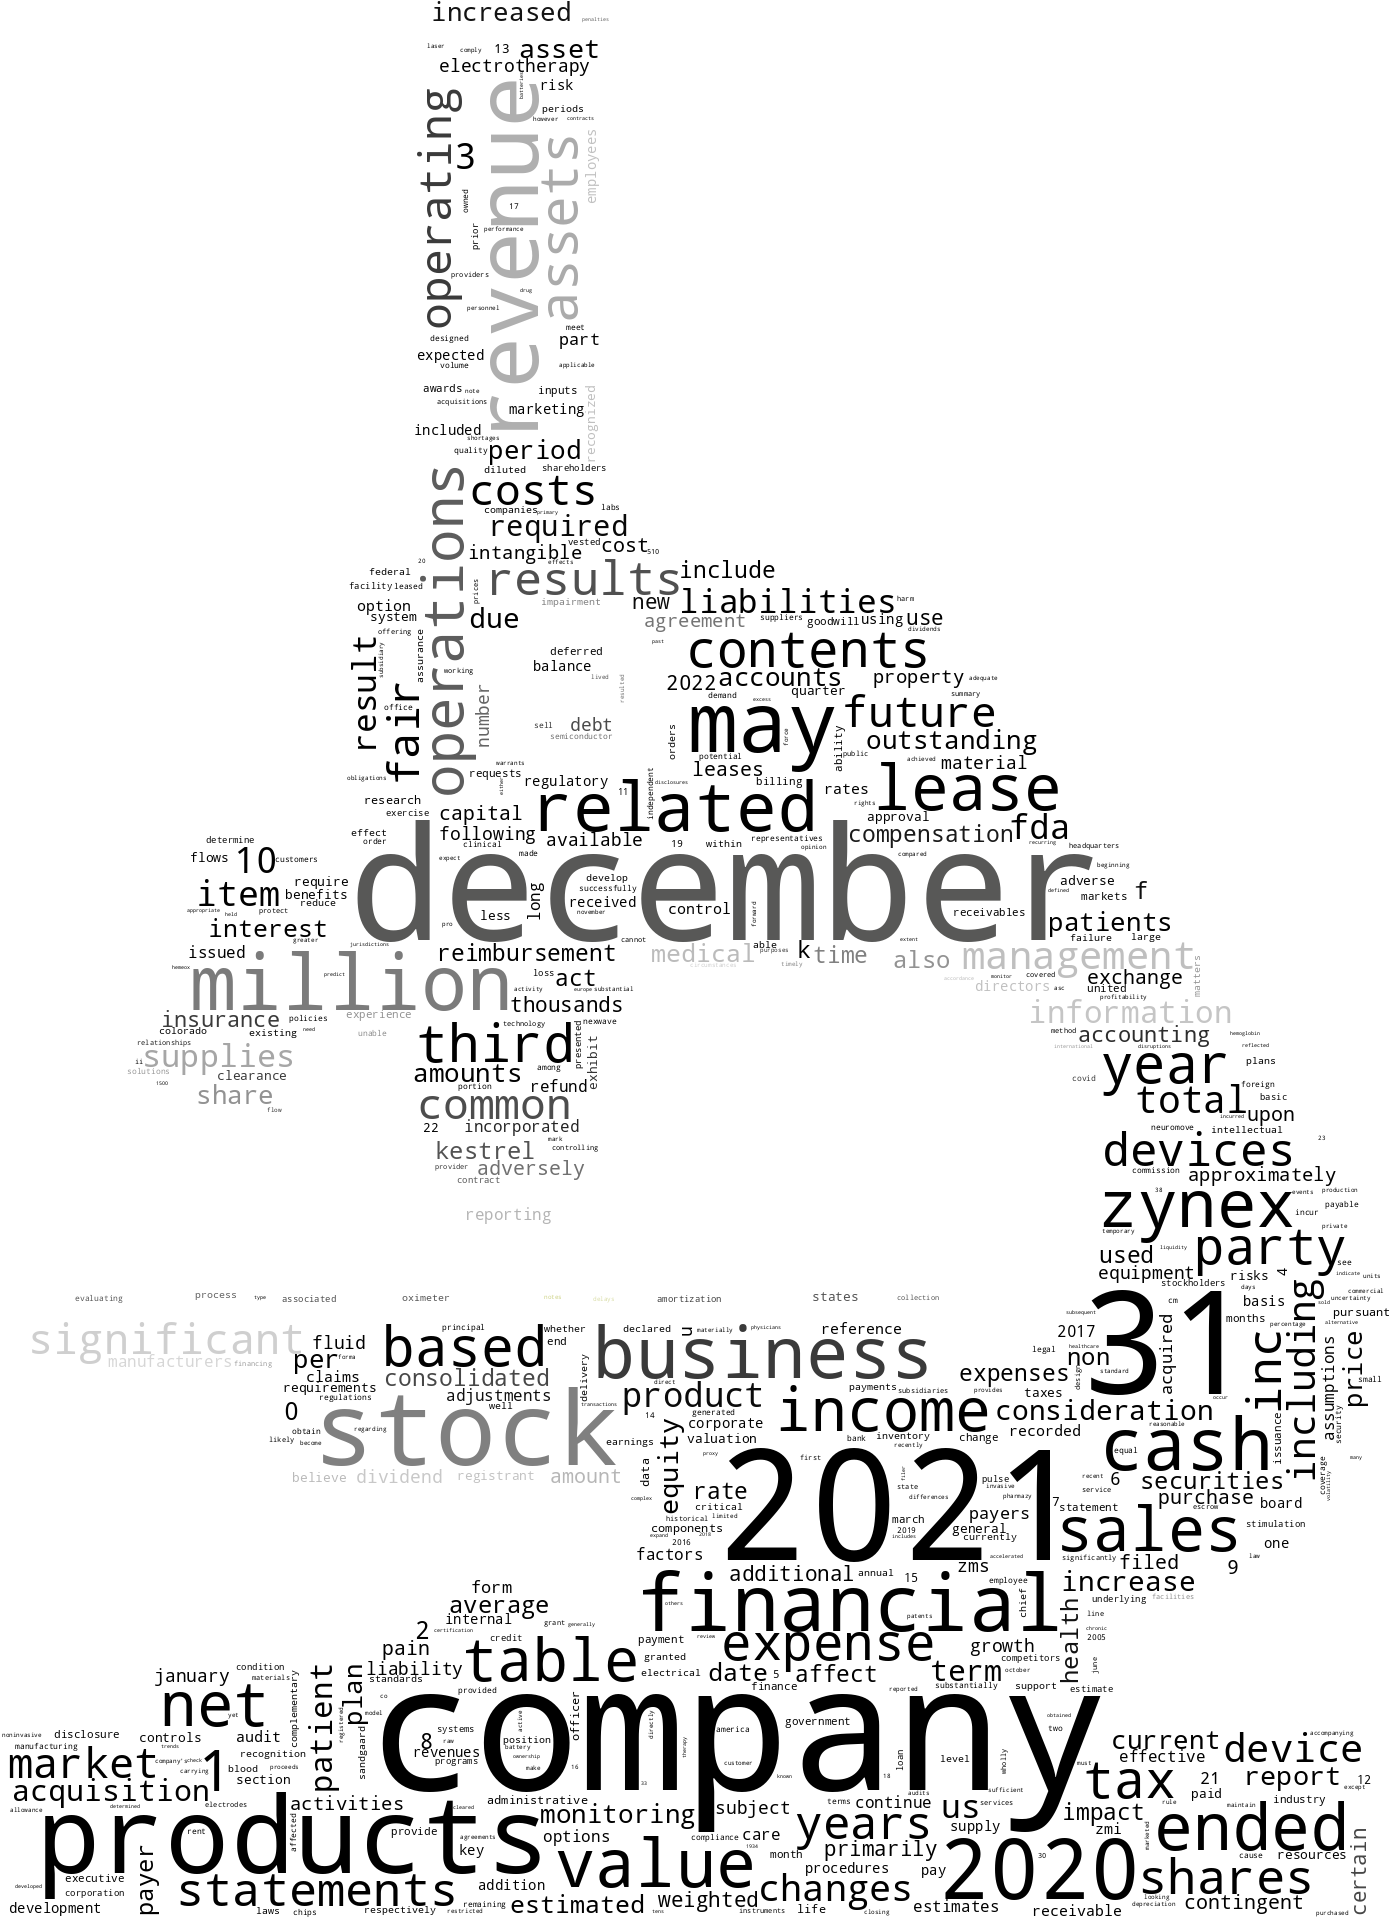 increased
penalties
laser
comply
13
asset
electrotherapy
batteries
risk
operating
revenue
periods
however
contracts
3
assets
employees
owned
17
prior
performance
providers
drug
personnel
designed
meet
part
expected
volume
applicable
awards
note
inputs
acquisitions
marketing
recognized
included
shortages
quality
period
diluted
shareholders
operations
costs
companies
primary
labs
required
vested
cost
510
intangible
effects
20
federal
results
include
facility
leased
prices
impairment
new
liabilities
harm
option
system
due
agreement
suppliers
goodwill
using
use
dividends
offering
result
subsidiary
assurance
past
contents
deferred
balance
working
lived
resulted
2022
accounts
property
adequate
fair
number
demand
excess
quarter
summary
office
sell
debt
semiconductor
may
future
force
orders
ability
public
outstanding
potential
achieved
material
obligations
warrants
requests
either
regulatory
leases
billing
independent
disclosures
lease
rates
research
exercise
capital
related
11
rights
approval
effect
order
following
clinical
available
19
within
representatives
opinion
compensation
fda
recurring
headquarters
determine
flows
10
customers
december
expect
made
compared
beginning
item
require
benefits
reduce
long
develop
successfully
received
november
less
control
forward
receivables
defined
adverse
markets
f
appropriate
held
protect
interest
greater
jurisdictions
pro
patients
failure
large
issued
reimbursement
cannot
medical
able
purposes
k
time
extent
also
management
hemeox
million
predict
loss
act
circumstances
timely
accordance
monitor
covered
exchange
matters
activity
europe
substantial
directors
asc
united
profitability
thousands
insurance
policies
experience
information
colorado
existing
need
unable
technology
nexwave
method
accounting
hemoglobin
relationships
third
presented
international
disruptions
reflected
ii
supplies
among
exhibit
year
plans
solutions
clearance
amounts
covid
foreign
1500
portion
refund
total
basic
share
flow
common
incurred
upon
22
incorporated
neuromove
intellectual
mark
controlling
kestrel
devices
23
provider
adversely
commission
approximately
contract
38
events
production
zynex
incur
payable
reporting
temporary
private
party
used
liquidity
see
equipment
risks
4
indicate
units
stockholders
days
evaluating
process
type
associated
oximeter
notes
delays
amortization
states
collection
31
cm
including
commercial
uncertainty
basis
sold
significant
fluid
principal
whether
end
declared
u
materially
physicians
reference
subsequent
2017
months
pursuant
percentage
alternative
manufacturers
financing
per
forma
based
business
legal
healthcare
non
acquired
inc
assumptions
price
claims
consolidated
delivery
direct
expenses
design
standard
small
requirements
regulations
adjustments
well
transactions
product
payments
subsidiaries
provides
taxes
occur
0
stock
14
generated
corporate
income
consideration
reasonable
issuance
security
obtain
regarding
likely
become
earnings
equity
valuation
bank
inventory
recently
change
recorded
equal
cash
many
believe
dividend
registrant
amount
data
proxy
first
2021
filer
state
pulse
invasive
recent
service
6
securities
coverage
volatility
complex
rate
critical
differences
pharmacy
7
purchase
board
historical
limited
components
march
2019
payers
statement
escrow
expand
2018
2016
includes
general
currently
sales
stimulation
factors
accelerated
significantly
filed
one
law
additional
annual
15
zms
employee
increase
9
form
average
financial
chief
underlying
facilities
2
internal
grant
generally
others
patents
line
certification
pain
credit
payment
review
expense
growth
health
chronic
2005
january
condition
materials
liability
standards
table
granted
electrical
date
5
affect
term
competitors
october
june
complementary
patient
plan
co
provided
finance
reported
substantially
support
estimate
net
yet
registered
model
company
officer
directly
government
obtained
two
noninvasive
disclosure
manufacturing
controls
audit
sandgaard
8
systems
raw
active
position
battery
america
therapy
current
accompanying
trends
recognition
revenues
programs
ownership
make
customer
loan
level
wholly
must
effective
device
market
company's
check
carrying
1
blood
section
proceeds
16
33
known
18
sufficient
tax
21
report
12
acquisition
activities
administrative
audits
services
paid
except
allowance
determined
electrodes
cleared
monitoring
subject
terms
continue
us
impact
rule
maintain
industry
products
rent
affected
provide
agreements
key
options
compliance
care
1934
years
supply
zmi
marketed
ended
cause
resources
certain
payer
value
month
primarily
30
executive
corporation
developed
statements
addition
procedures
pay
2020
shares
development
laws
chips
respectively
remaining
restricted
estimated
tens
weighted
instruments
changes
life
closing
estimates
receivable
looking
depreciation
contingent
purchased